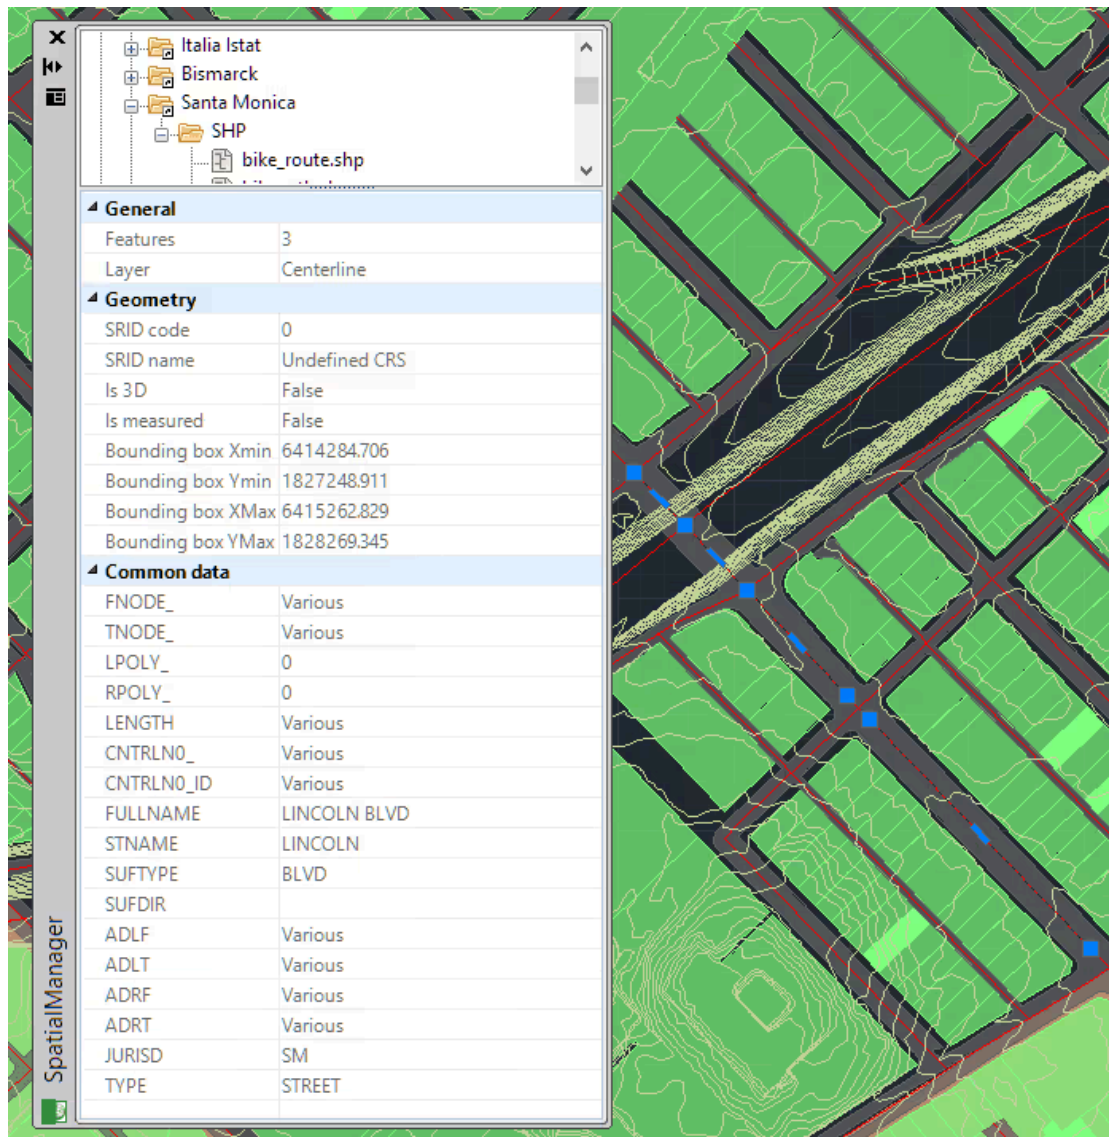 Italia Istat
Bismarck
Santa Monica
SHP
bike_route.shp
General
Features 3
Layer Centerline
Geometry
SRID code 0
SRID name Undefined CRS
Is 3D False
Is measured False
Bounding box Xmin 6414284.706
Bounding box Ymin 1827248.911
Bounding box XMax 6415262.829
Bounding box YMax 1828269.345
Common data
FNODE_ Various
TNODE_ Various
LPOLY_ 0
RPOLY_ 0
LENGTH Various
CNTRLN0_ Various
CNTRLN0_ID Various
FULLNAME LINCOLN BLVD
STNAME LINCOLN
SUFTYPE BLVD
SUFDIR
ADLF Various
ADLT Various
ADRF Various
ADRT Various
JURISD SM
TYPE STREET
SpatialManager